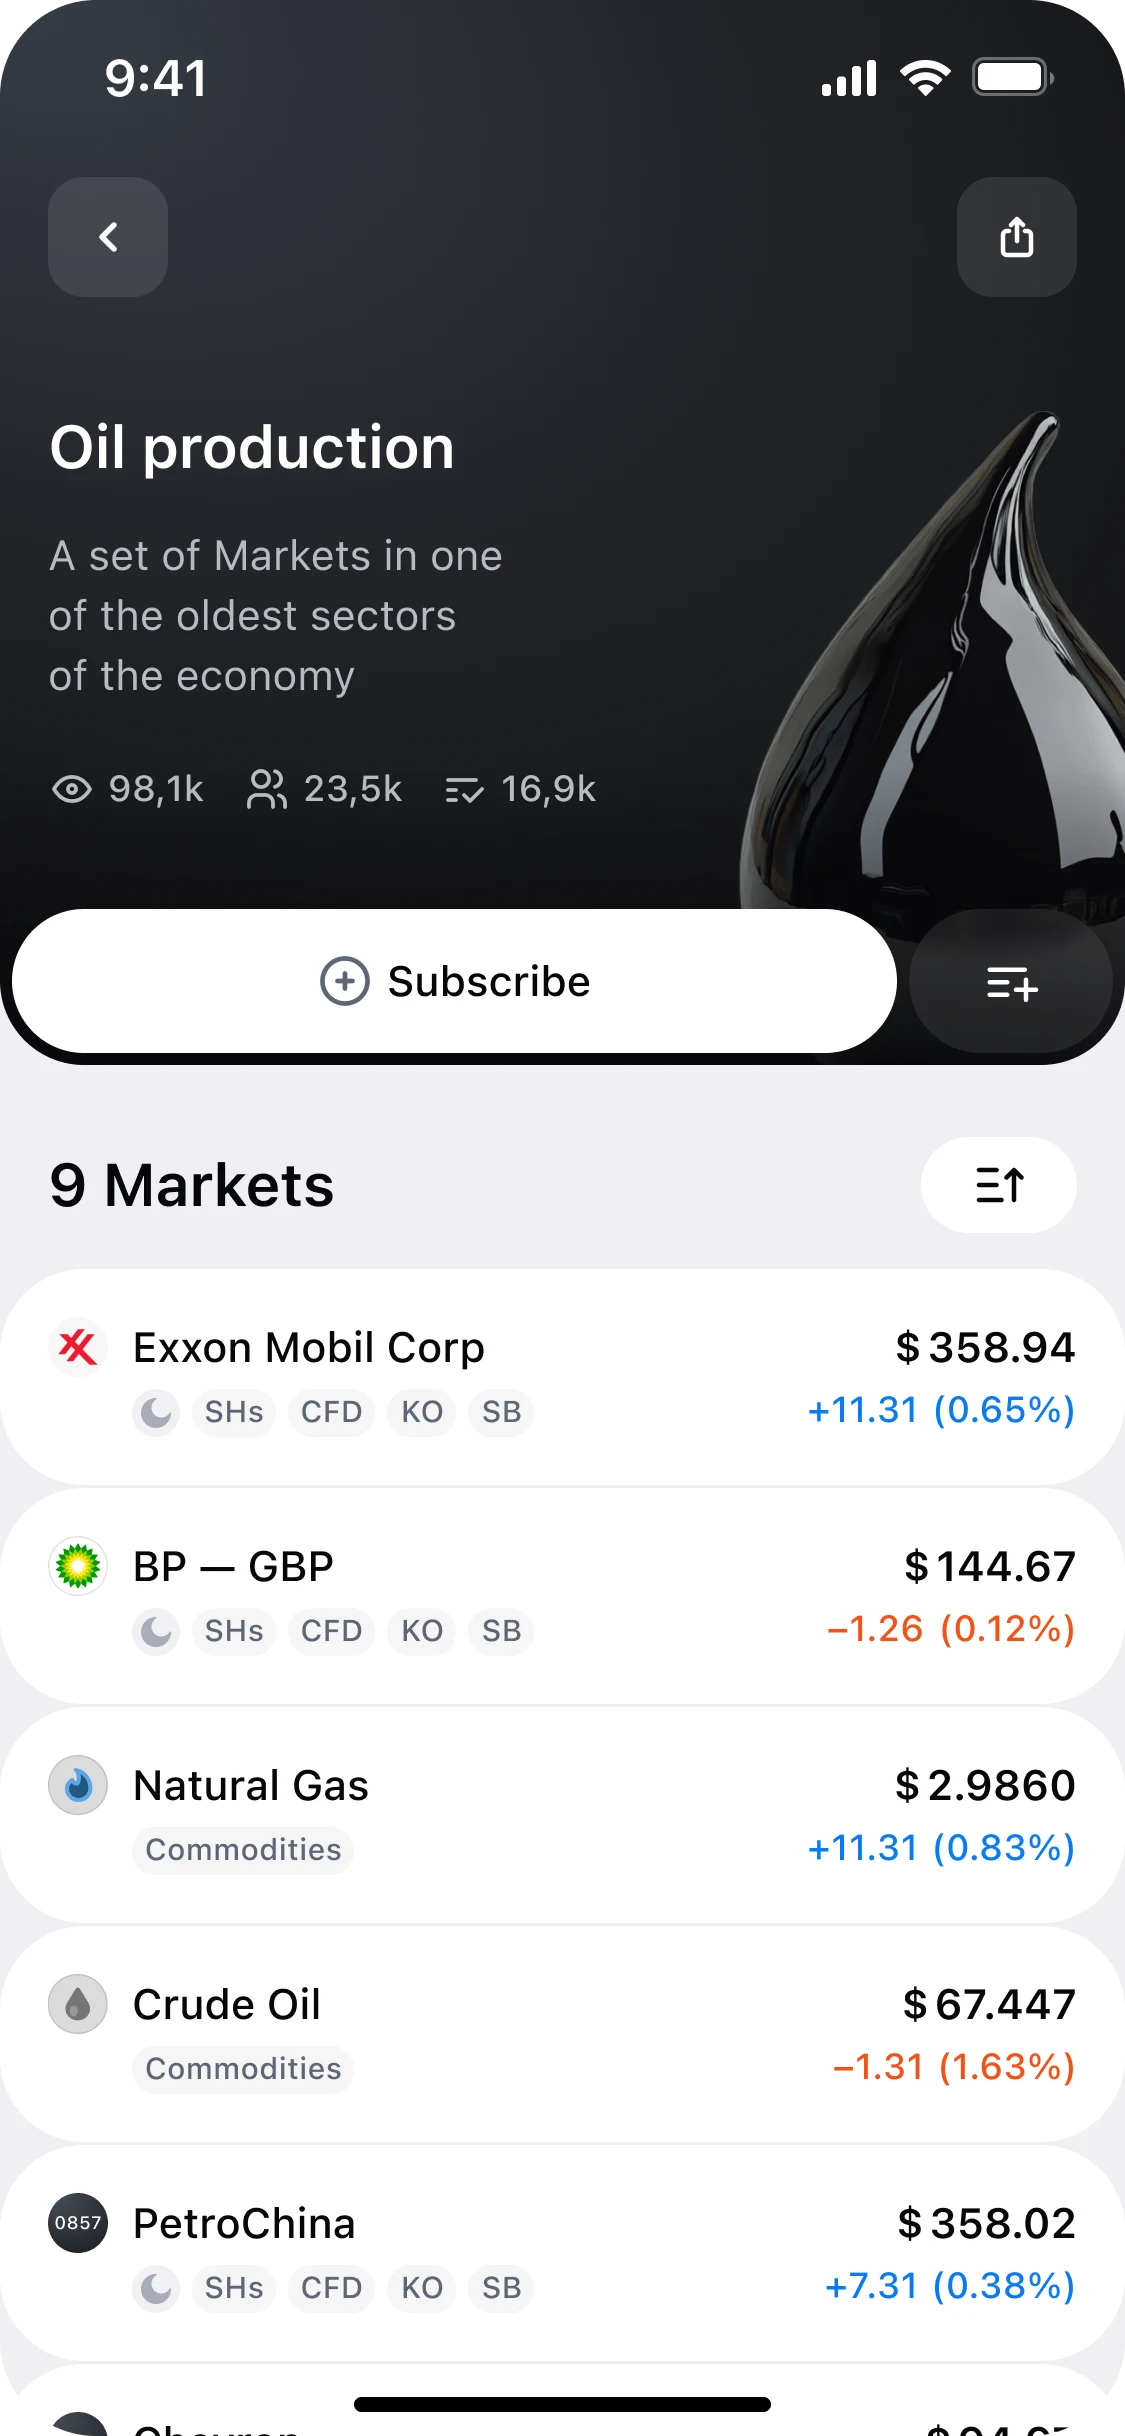 9:41
Oil production
A set of Markets in one
of the oldest sectors
of the economy
98,1k 23,5k 16,9k
Subscribe
9 Markets
Exxon Mobil Corp $358.94
SHs CFD KO SB +11.31 (0.65%)
BP — GBP $144.67
SHs CFD KO SB −1.26 (0.12%)
Natural Gas $2.9860
Commodities +11.31 (0.83%)
Crude Oil $67.447
Commodities −1.31 (1.63%)
0857 PetroChina $358.02
SHs CFD KO SB +7.31 (0.38%)